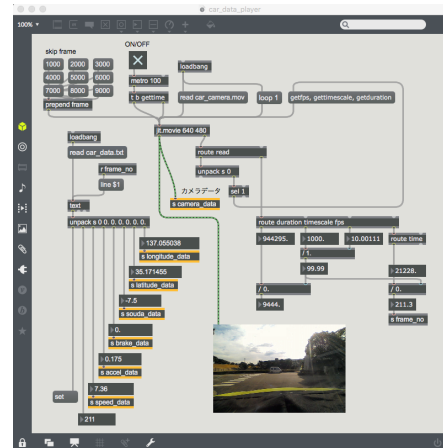 car_data_player
100%
skip frame
ON/OFF
1000 2000 3000
4000 5000 6000
7000 8000 9000
prepend frame
metro 100
t b gettime
loadbang
read car_camera.mov
loop 1
getfps, gettimescale, getduration
jit.movie 640 480
loadbang
read car_data.txt
r frame_no
line $1
text
route read
unpack s 0
カメラデータ
sel 1
s camera_data
unpack s 0 0. 0. 0. 0. 0. 0.
route duration timescale fps
137.055038
s longitude_data
944295.
1000.
10.00111
route time
/ 1.
35.171455
99.99
21228.
s latitude_data
-7.5
/ 0.
/ 0.
s souda_data
9444.
211.3
0.
s frame_no
s brake_data
0.175
s accel_data
7.36
set
s speed_data
211